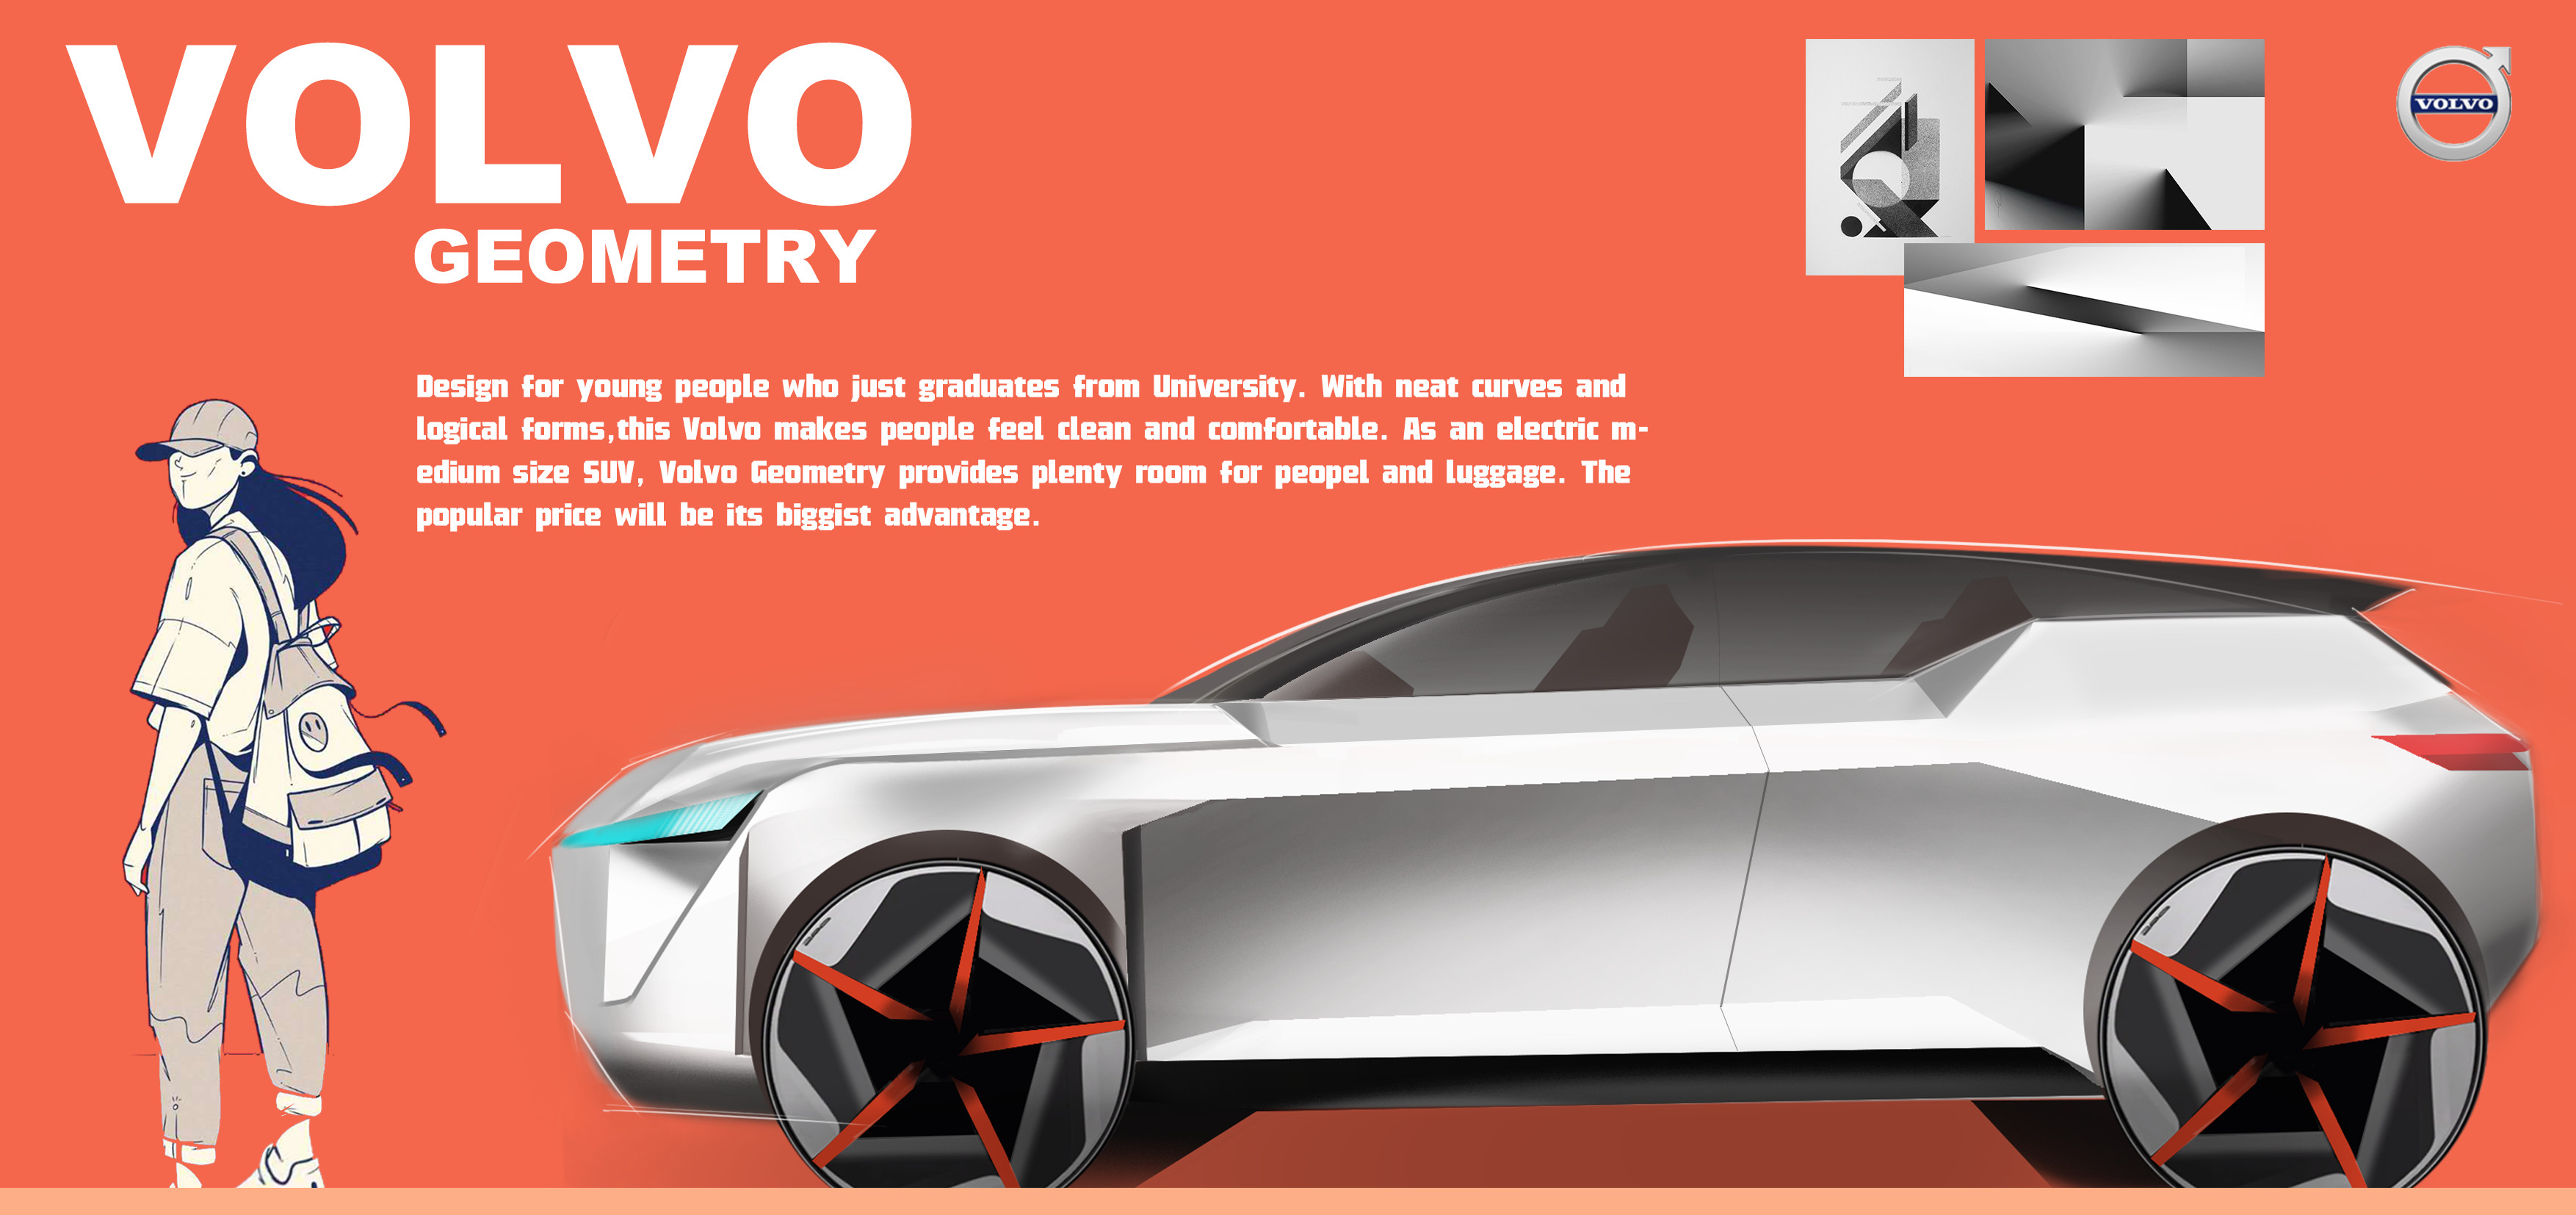 VOLVO
GEOMETRY
VOLVO
Design for young people who just graduates from University. With neat curves and
logical forms,this Volvo makes people feel clean and comfortable. As an electric m-
edium size SUV, Volvo Geometry provides plenty room for peopel and luggage. The
popular price will be its biggist advantage.